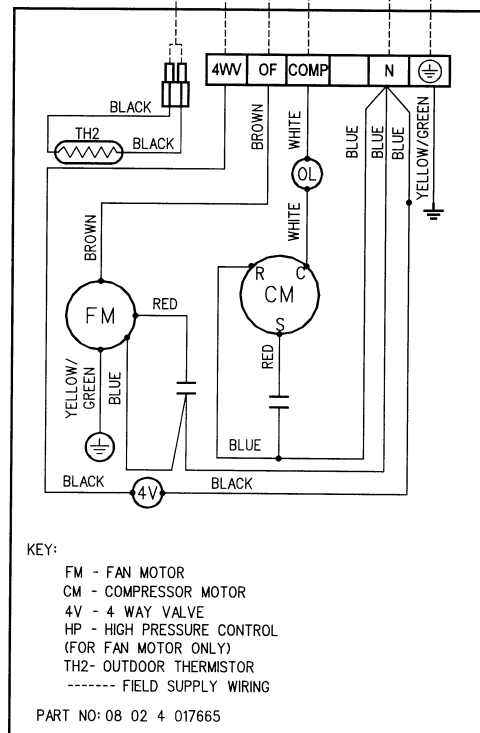 4WV OF COMP N
BLACK
TH2
BLACK
BROWN
WHITE
BLUE
BLUE
BLUE
YELLOW/GREEN
OL
WHITE
BROWN
R C
CM
S
FM
RED
RED
YELLOW/
GREEN
BLUE
BLUE
BLACK
4V
BLACK
KEY:
FM - FAN MOTOR
CM - COMPRESSOR MOTOR
4V - 4 WAY VALVE
HP - HIGH PRESSURE CONTROL
(FOR FAN MOTOR ONLY)
TH2- OUTDOOR THERMISTOR
------- FIELD SUPPLY WIRING
PART NO: 08 02 4 017665